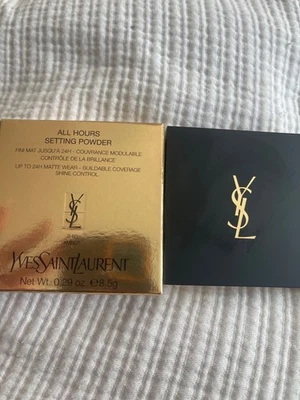 ALL HOURS
SETTING POWDER
FINI MAT JUSQU'À 24H - COUVRANCE MODULABLE
CONTRÔLE DE LA BRILLANCE
UP TO 24H MATTE WEAR - BUILDABLE COVERAGE
SHINE CONTROL
YSL
YSL
YVESSAINTLAURENT
Net Wt. 0.29 oz. e8.5g